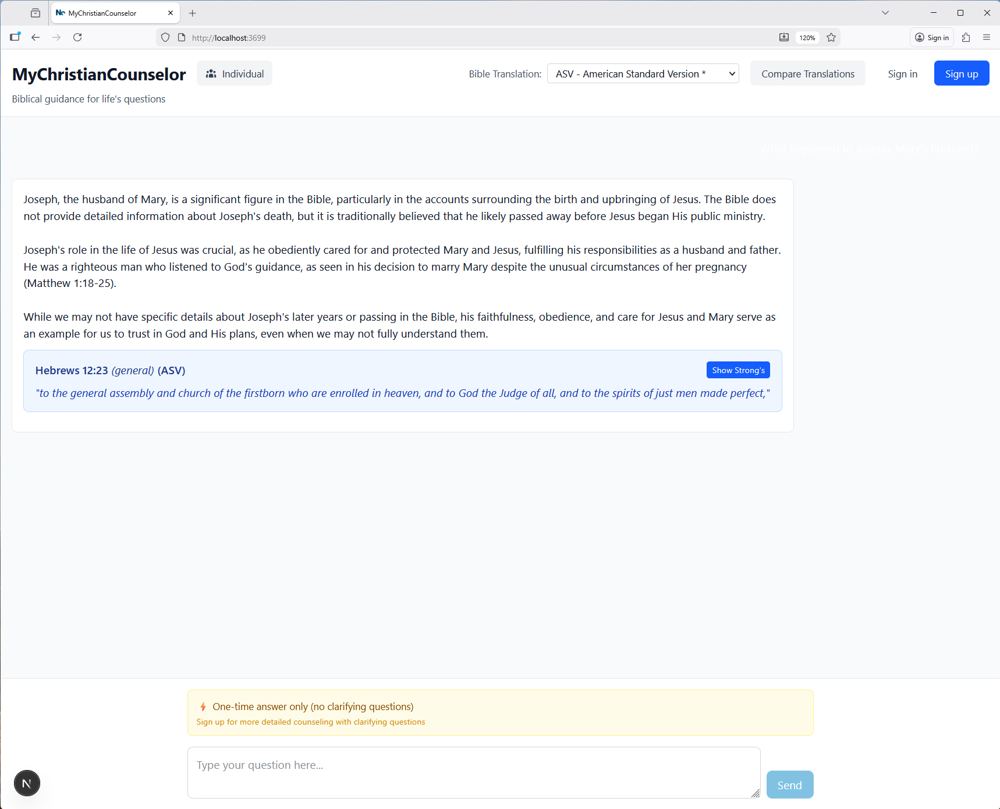 MyChristianCounselor
http://localhost:3699
120%
Sign in
MyChristianCounselor
Individual
Bible Translation:
ASV - American Standard Version *
Compare Translations
Sign in
Sign up
Biblical guidance for life's questions
What happened to Joseph, Mary's husband?
Joseph, the husband of Mary, is a significant figure in the Bible, particularly in the accounts surrounding the birth and upbringing of Jesus. The Bible does
not provide detailed information about Joseph's death, but it is traditionally believed that he likely passed away before Jesus began His public ministry.
Joseph's role in the life of Jesus was crucial, as he obediently cared for and protected Mary and Jesus, fulfilling his responsibilities as a husband and father.
He was a righteous man who listened to God's guidance, as seen in his decision to marry Mary despite the unusual circumstances of her pregnancy
(Matthew 1:18-25).
While we may not have specific details about Joseph's later years or passing in the Bible, his faithfulness, obedience, and care for Jesus and Mary serve as
an example for us to trust in God and His plans, even when we may not fully understand them.
Hebrews 12:23 (general) (ASV)
Show Strong's
"to the general assembly and church of the firstborn who are enrolled in heaven, and to God the Judge of all, and to the spirits of just men made perfect,"
One-time answer only (no clarifying questions)
Sign up for more detailed counseling with clarifying questions
Type your question here...
Send
N